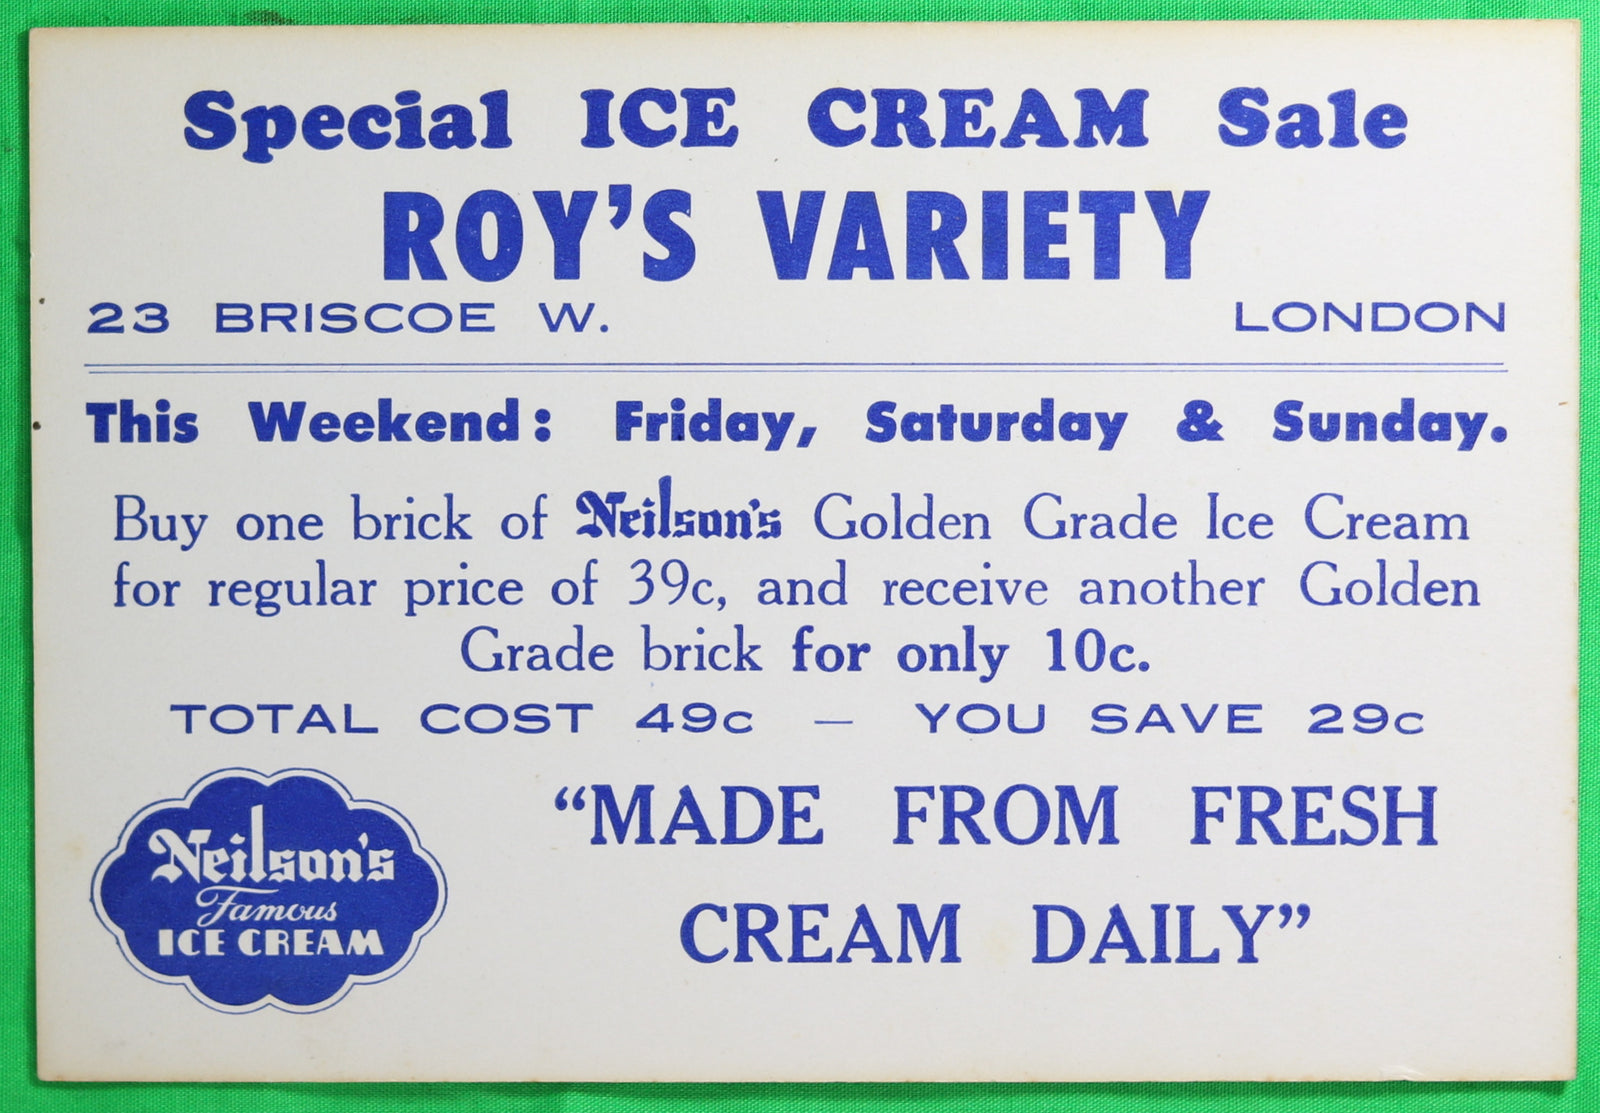 Special ICE CREAM Sale
ROY'S VARIETY
23 BRISCOE W. LONDON
This Weekend: Friday, Saturday & Sunday.
Buy one brick of Neilson's Golden Grade Ice Cream
for regular price of 39c, and receive another Golden
Grade brick for only 10c.
TOTAL COST 49c — YOU SAVE 29c
"MADE FROM FRESH
CREAM DAILY"
Neilson's
Famous
ICE CREAM